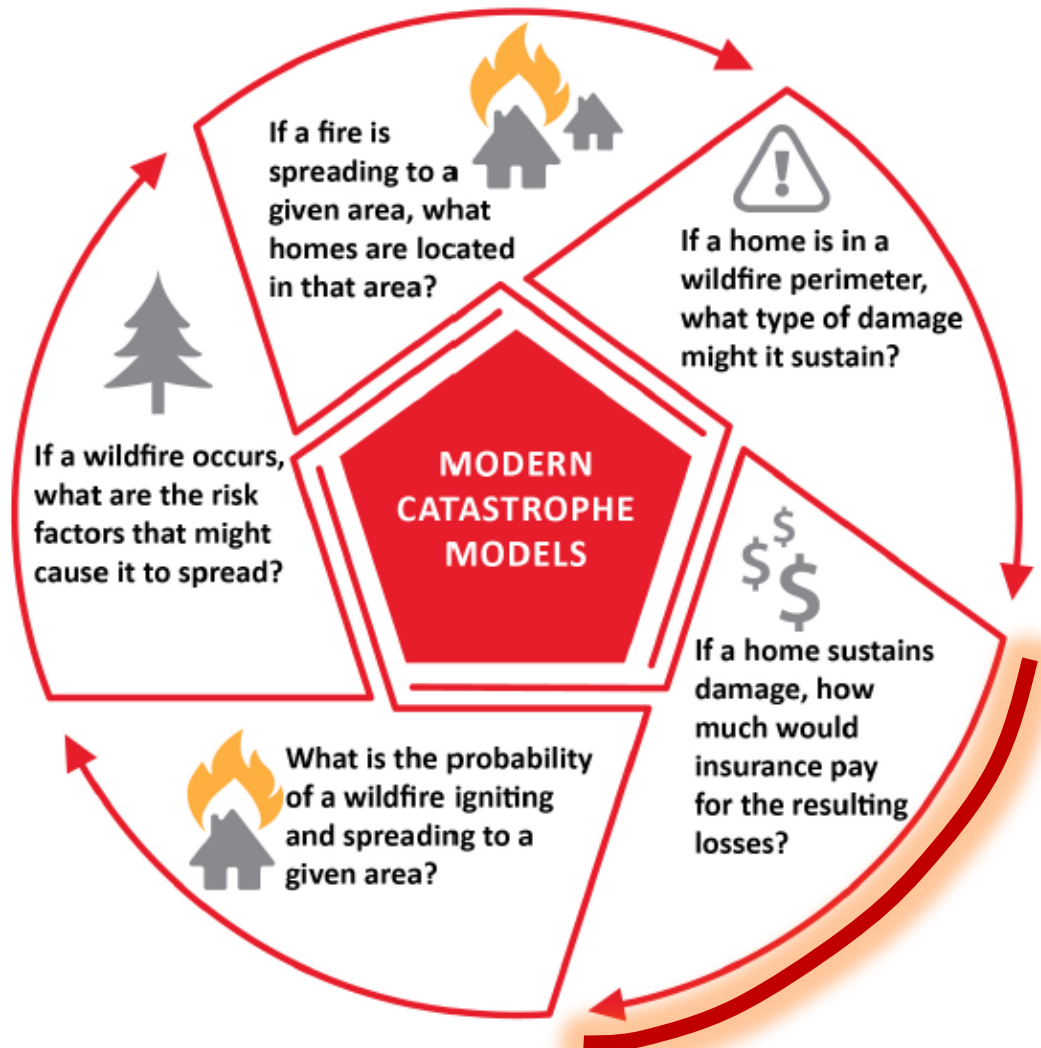 If a fire is
spreading to a
given area, what
homes are located
in that area?
If a home is in a
wildfire perimeter,
what type of damage
might it sustain?
If a wildfire occurs,
what are the risk
factors that might
cause it to spread?
MODERN
CATASTROPHE
MODELS
$
$
$
If a home sustains
damage, how
much would
insurance pay
for the resulting
losses?
What is the probability
of a wildfire igniting
and spreading to a
given area?